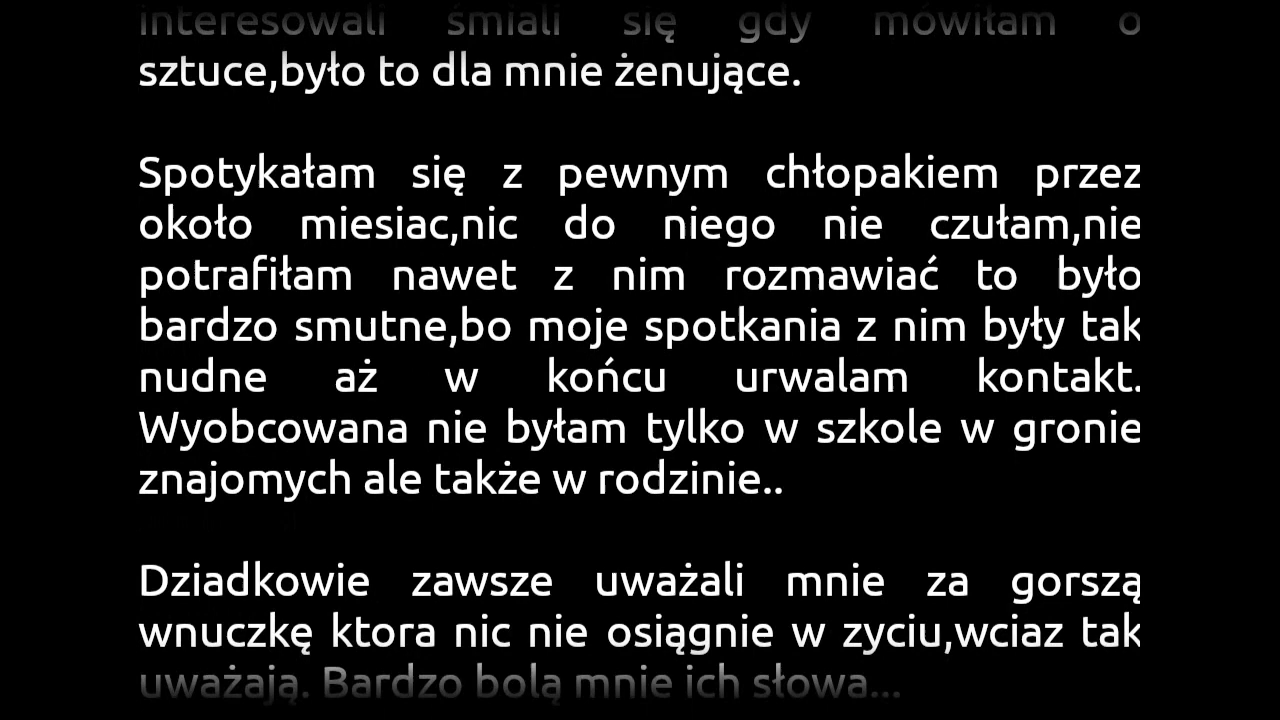 interesowali śmiali się gdy mówiłam o
sztuce,było to dla mnie żenujące.
Spotykałam się z pewnym chłopakiem przez
około miesiac,nic do niego nie czułam,nie
potrafiłam nawet z nim rozmawiać to było
bardzo smutne,bo moje spotkania z nim były tak
nudne aż w końcu urwalam kontakt.
Wyobcowana nie byłam tylko w szkole w gronie
znajomych ale także w rodzinie..
Dziadkowie zawsze uważali mnie za gorszą
wnuczkę ktora nic nie osiągnie w zyciu,wciaz tak
uważają. Bardzo bolą mnie ich słowa...